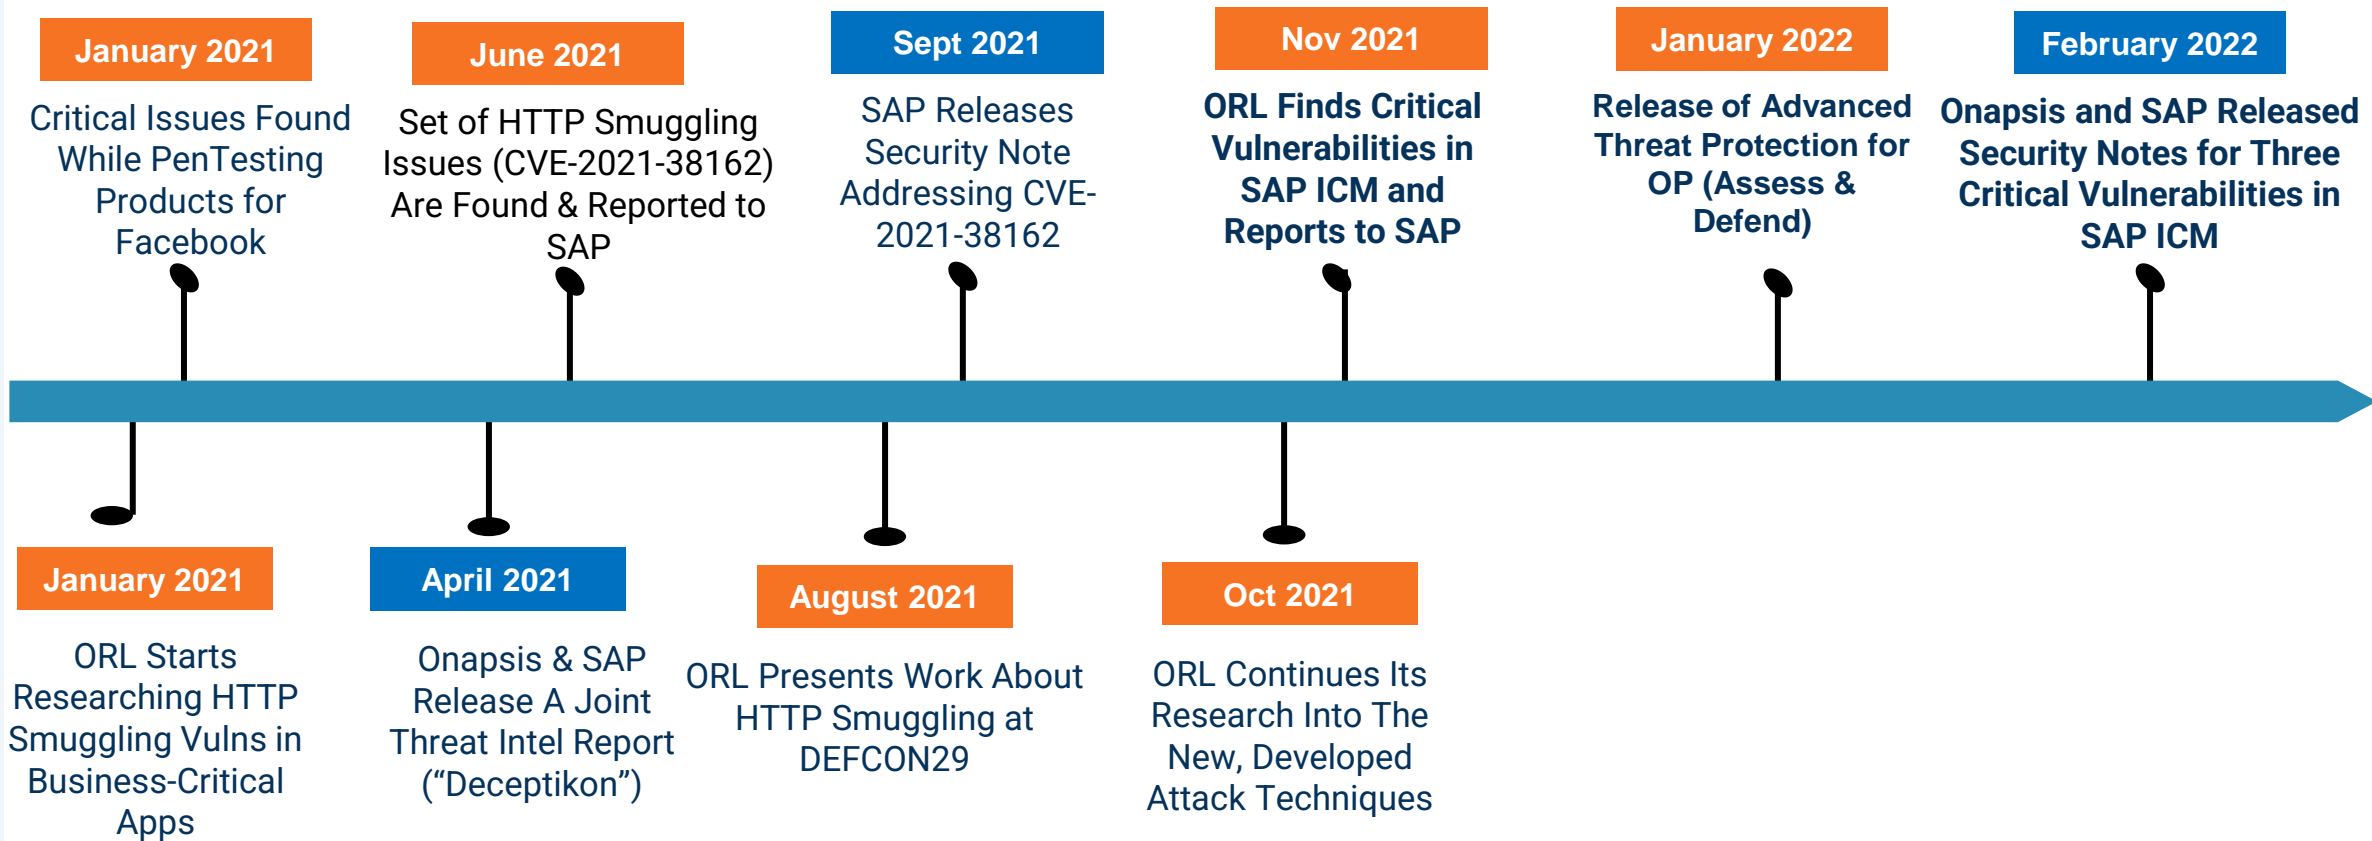 January 2021
Critical Issues Found
While PenTesting
Products for
Facebook
June 2021
Set of HTTP Smuggling
Issues (CVE-2021-38162)
Are Found & Reported to
SAP
Sept 2021
SAP Releases
Security Note
Addressing CVE-
2021-38162
Nov 2021
ORL Finds Critical
Vulnerabilities in
SAP ICM and
Reports to SAP
January 2022
Release of Advanced
Threat Protection for
OP (Assess &
Defend)
February 2022
Onapsis and SAP Released
Security Notes for Three
Critical Vulnerabilities in
SAP ICM
January 2021
ORL Starts
Researching HTTP
Smuggling Vulns in
Business-Critical
Apps
April 2021
Onapsis & SAP
Release A Joint
Threat Intel Report
(“Deceptikon”)
August 2021
ORL Presents Work About
HTTP Smuggling at
DEFCON29
Oct 2021
ORL Continues Its
Research Into The
New, Developed
Attack Techniques